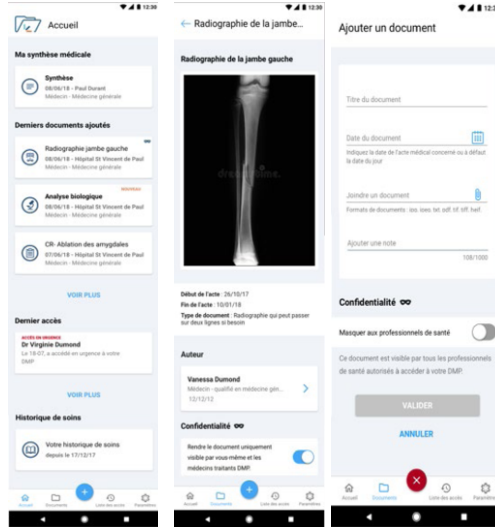 12:30
Accueil
Ma synthèse médicale
Synthèse
08/06/18 - Paul Durant
Médecin - Médecine générale
Derniers documents ajoutés
Radiographie jambe gauche
08/06/18 - Hôpital St Vincent de Paul
Médecin - Médecine générale
NOUVEAU
Analyse biologique
08/06/18 - Hôpital St Vincent de Paul
Médecin - Médecine générale
CR- Ablation des amygdales
07/06/18 - Hôpital St Vincent de Paul
Médecin - Médecine générale
VOIR PLUS
Dernier accès
ACCÈS EN URGENCE
Dr Virginie Dumond
Le 18-07, a accédé en urgence à votre
DMP
VOIR PLUS
Historique de soins
Votre historique de soins
depuis le 17/12/17
Accueil
Documents
Liste des accès
Paramètres
12:30
Radiographie de la jambe...
Radiographie de la jambe gauche
dreamstime.
Début de l'acte : 26/10/17
Fin de l'acte : 10/01/18
Type de document : Radiographie qui peut passer
sur deux lignes si besoin
Auteur
Vanessa Dumond
Médecin - qualifié en médecine gén...
12/12/12
Confidentialité
Rendre le document uniquement
visible par vous-même et les
médecins traitants DMP.
Accueil
Documents
Liste des accès
Paramètres
12:3
Ajouter un document
Titre du document
Date du document
Indiquez la date de l'acte médical concerné ou à défaut
la date du jour
Joindre un document
Formats de documents :
Ajouter une note
108/1000
Confidentialité
Masquer aux professionnels de santé
Ce document est visible par tous les professionnels
de santé autorisés à accéder à votre DMP.
VALIDER
ANNULER
Accueil
Documents
Liste des accès
Paramètres